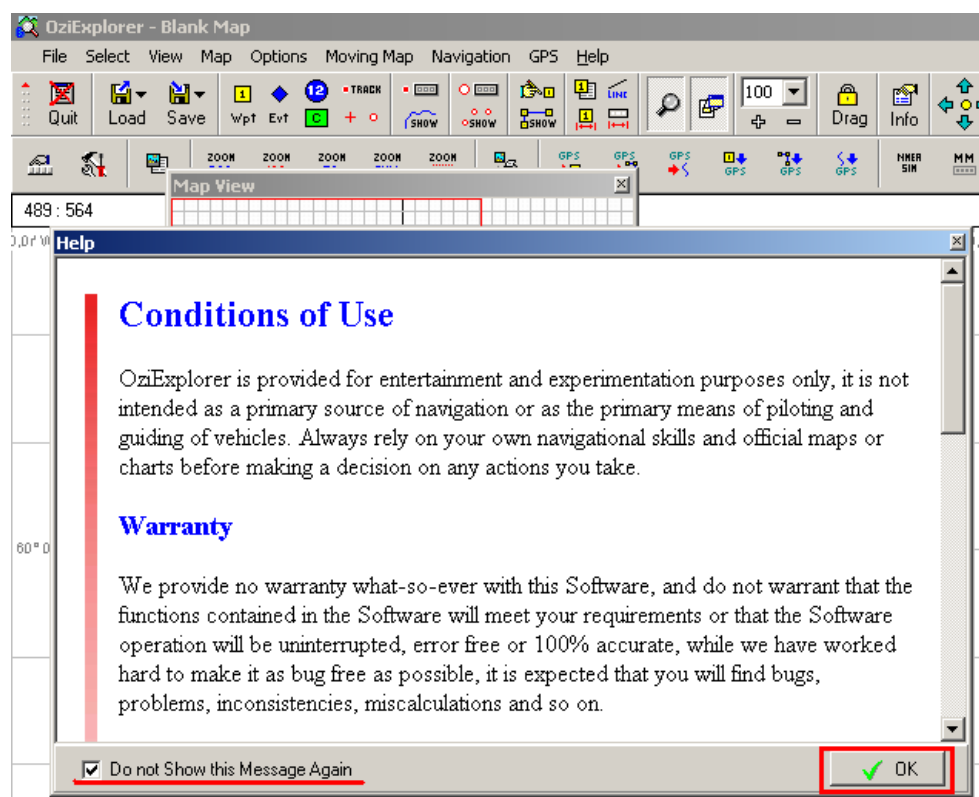 OziExplorer - Blank Map
File Select View Map Options Moving Map Navigation GPS Help
1 12 TRACK 1 LINE 100
Quit Load Save Wpt Evt C SHOW SHOW SHOW 1 Drag Info
ZOOM ZOOM ZOOM ZOOM ZOOM GPS GPS GPS GPS GPS GPS NMEA SIM MM
Map View
489 : 564
Help
Conditions of Use
OziExplorer is provided for entertainment and experimentation purposes only, it is not
intended as a primary source of navigation or as the primary means of piloting and
guiding of vehicles. Always rely on your own navigational skills and official maps or
charts before making a decision on any actions you take.
Warranty
60° 0
We provide no warranty what-so-ever with this Software, and do not warrant that the
functions contained in the Software will meet your requirements or that the Software
operation will be uninterrupted, error free or 100% accurate, while we have worked
hard to make it as bug free as possible, it is expected that you will find bugs,
problems, inconsistencies, miscalculations and so on.
Do not Show this Message Again
OK